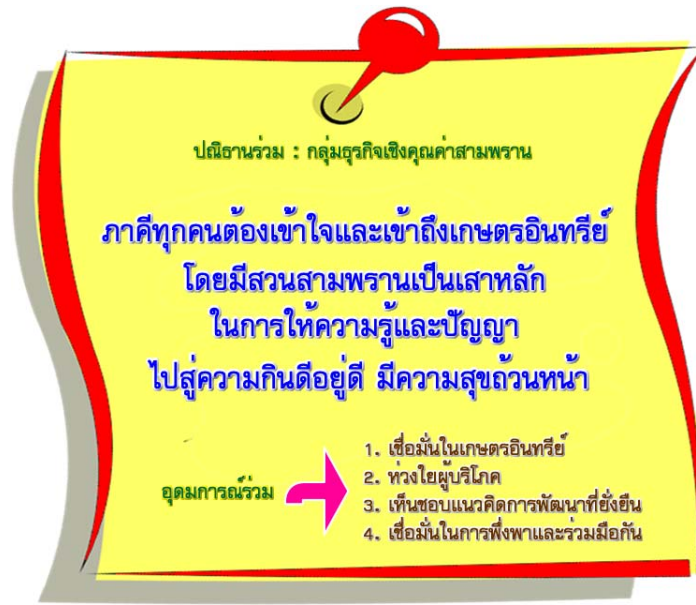 ปณิธานร่วม : กลุ่มธุรกิจเชิงคุณค่าสามพราน
ภาคีทุกคนต้องเข้าใจและเข้าถึงเกษตรอินทรีย์
โดยมีสวนสามพรานเป็นเสาหลัก
ในการให้ความรู้และปัญญา
ไปสู่ความกินดีอยู่ดี มีความสุขถ้วนหน้า
อุดมการณ์ร่วม
1. เชื่อมั่นในเกษตรอินทรีย์
2. ห่วงใยผู้บริโภค
3. เห็นชอบแนวคิดการพัฒนาที่ยั่งยืน
4. เชื่อมั่นในการพึ่งพาและร่วมมือกัน